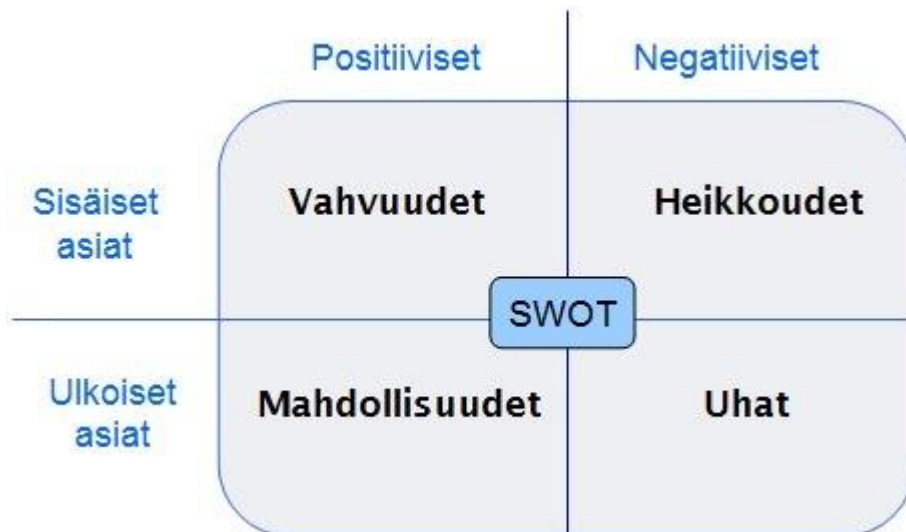 Positiiviset Negatiiviset
Sisäiset
asiat
Vahvuudet Heikkoudet
SWOT
Ulkoiset
asiat
Mahdollisuudet Uhat